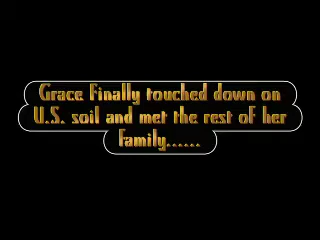 Grace finally touched down on
U.S. soil and met the rest of her
family......